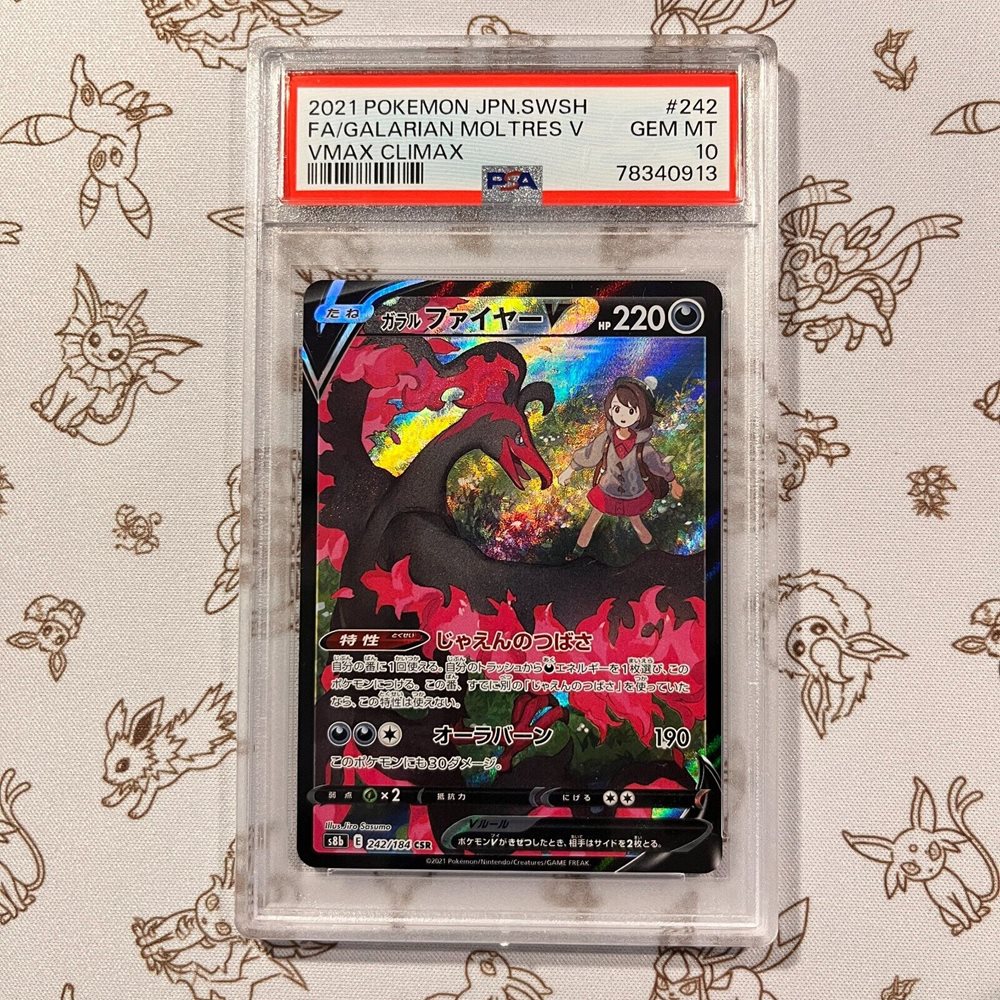 2021 POKEMON JPN.SWSH #242
FA/GALARIAN MOLTRES V GEM MT
VMAX CLIMAX 10
PSA 78340913
たね ガラル ファイヤーV HP 220
特性 とくせい じゃえんのつばさ
自分の番に1回使える。自分のトラッシュからエネルギーを1枚選び、この
ポケモンにつける。この番、すでに別の「じゃえんのつばさ」を使っていた
なら、この特性は使えない。
オーラバーン 190
このポケモンにも30ダメージ。
弱点 ×2 抵抗力 にげる
Illus. Jiro Sasumo
Vルール
s8b E 242/184 CSR ポケモンVがきぜつしたとき、相手はサイドを2枚とる。
©2021 Pokémon/Nintendo/Creatures/GAME FREAK